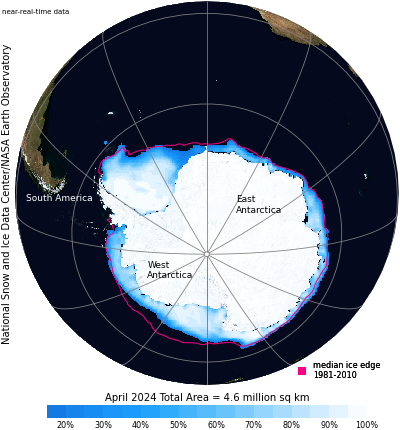 near-real-time data
National Snow and Ice Data Center/NASA Earth Observatory
South America
East
Antarctica
West
Antarctica
median ice edge
1981-2010
April 2024 Total Area = 4.6 million sq km
20% 30% 40% 50% 60% 70% 80% 90% 100%